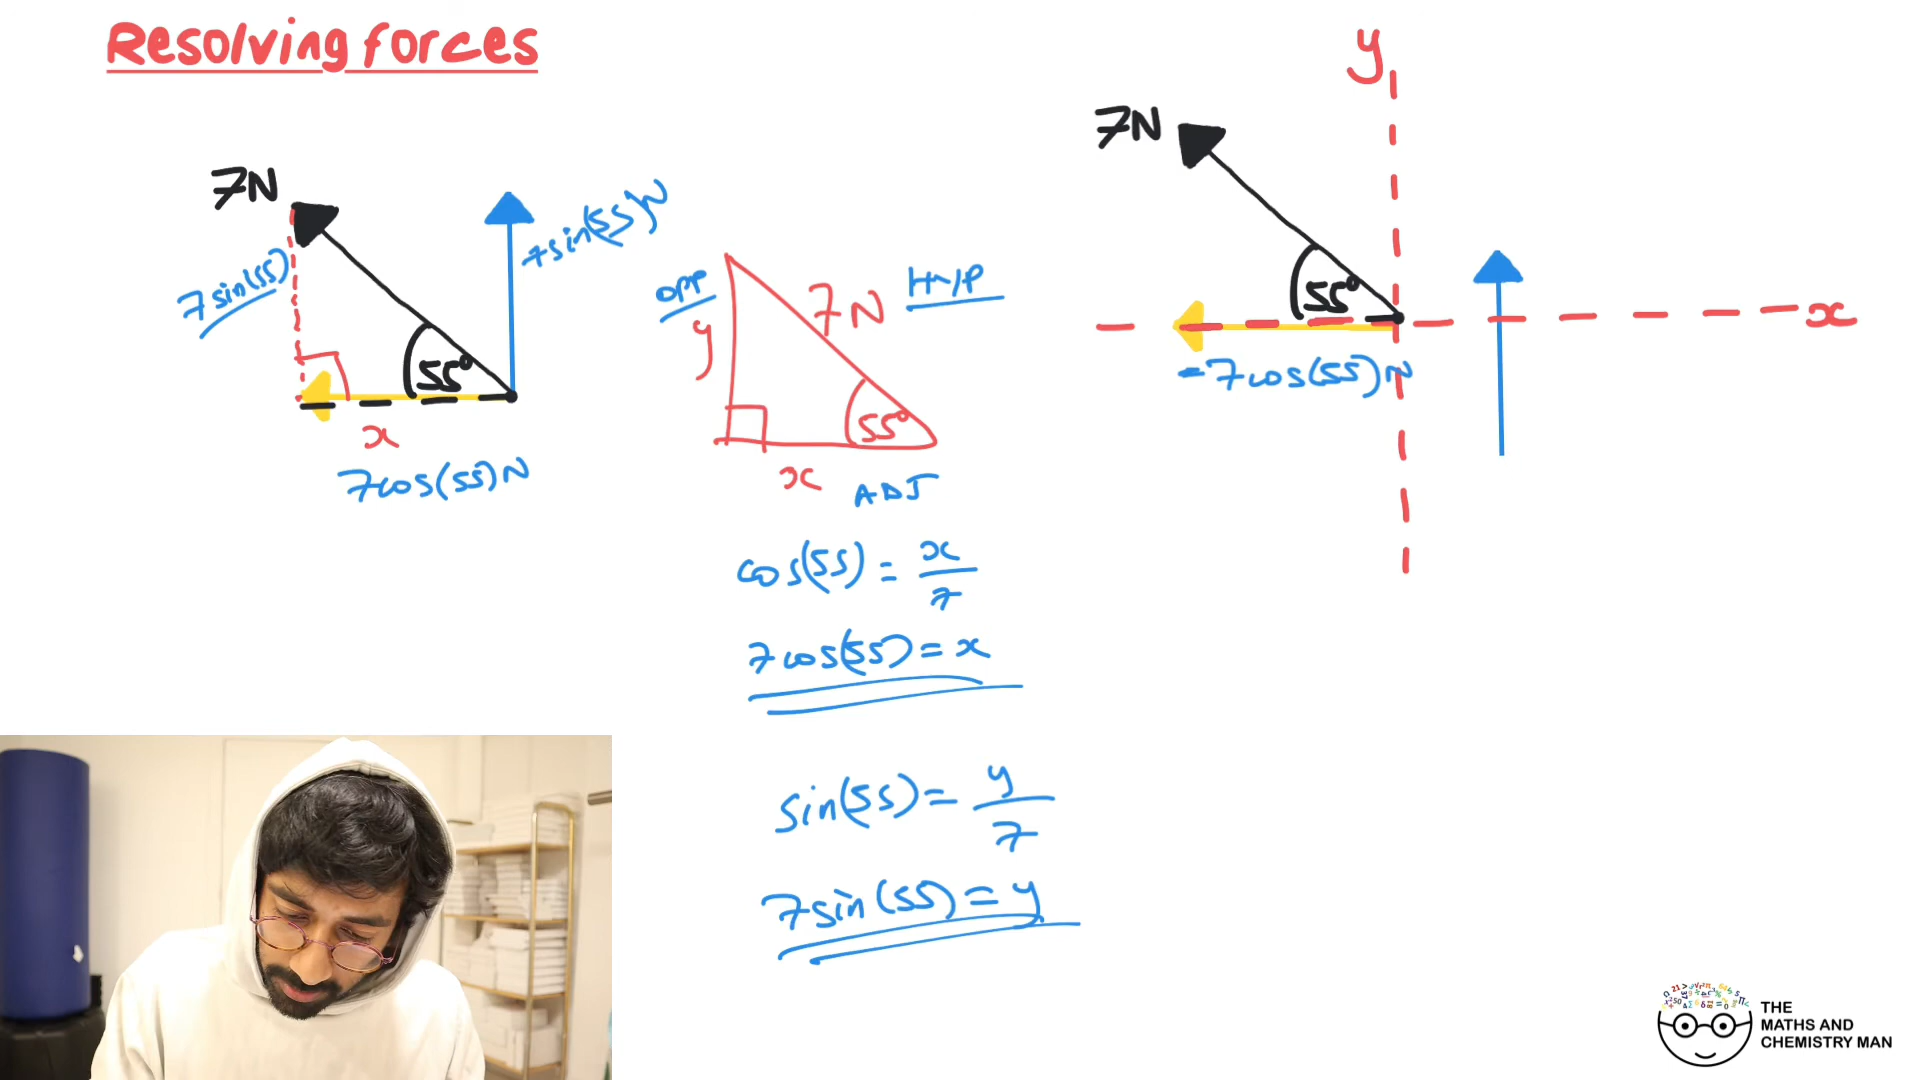 Resolving forces
7N
7sin(55)
7sin(55)N
55°
x
7cos(55)N
OPP
y
7N
HYP
55°
x
ADJ
cos(55) = x/7
7cos(55) = x
sin(55) = y/7
7sin(55) = y
y
7N
55°
x
-7cos(55)N
THE
MATHS AND
CHEMISTRY MAN